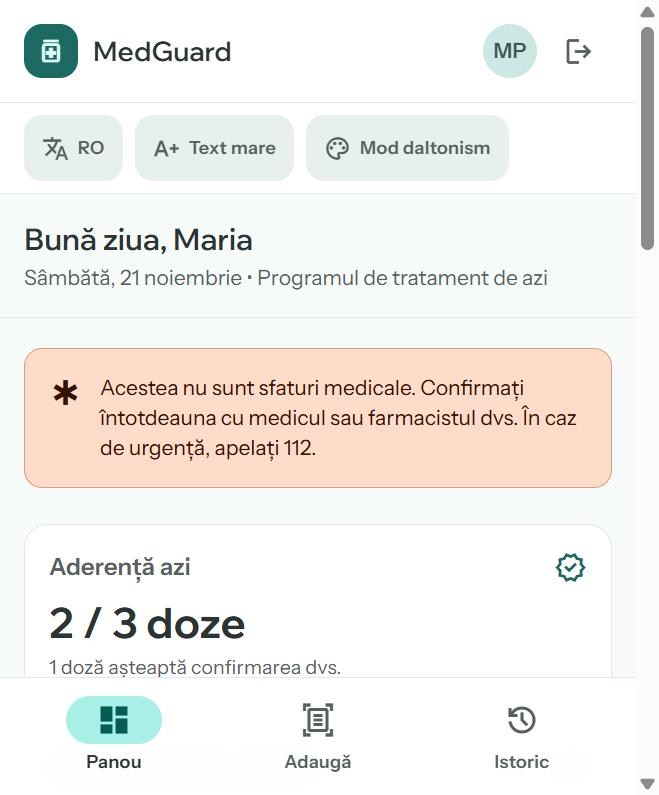 MedGuard
MP
RO
A+ Text mare
Mod daltonism
Bună ziua, Maria
Sâmbătă, 21 noiembrie • Programul de tratament de azi
Acestea nu sunt sfaturi medicale. Confirmați
întotdeauna cu medicul sau farmacistul dvs. În caz
de urgență, apelați 112.
Aderență azi
2 / 3 doze
1 doză așteaptă confirmarea dvs.
Panou
Adaugă
Istoric